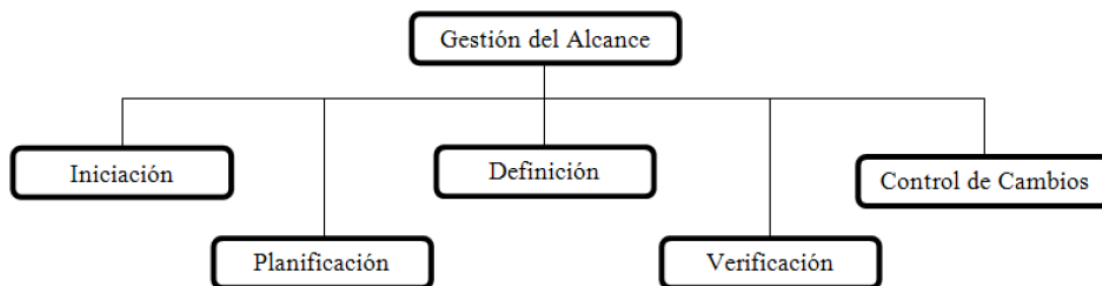 Gestión del Alcance
Iniciación
Planificación
Definición
Verificación
Control de Cambios